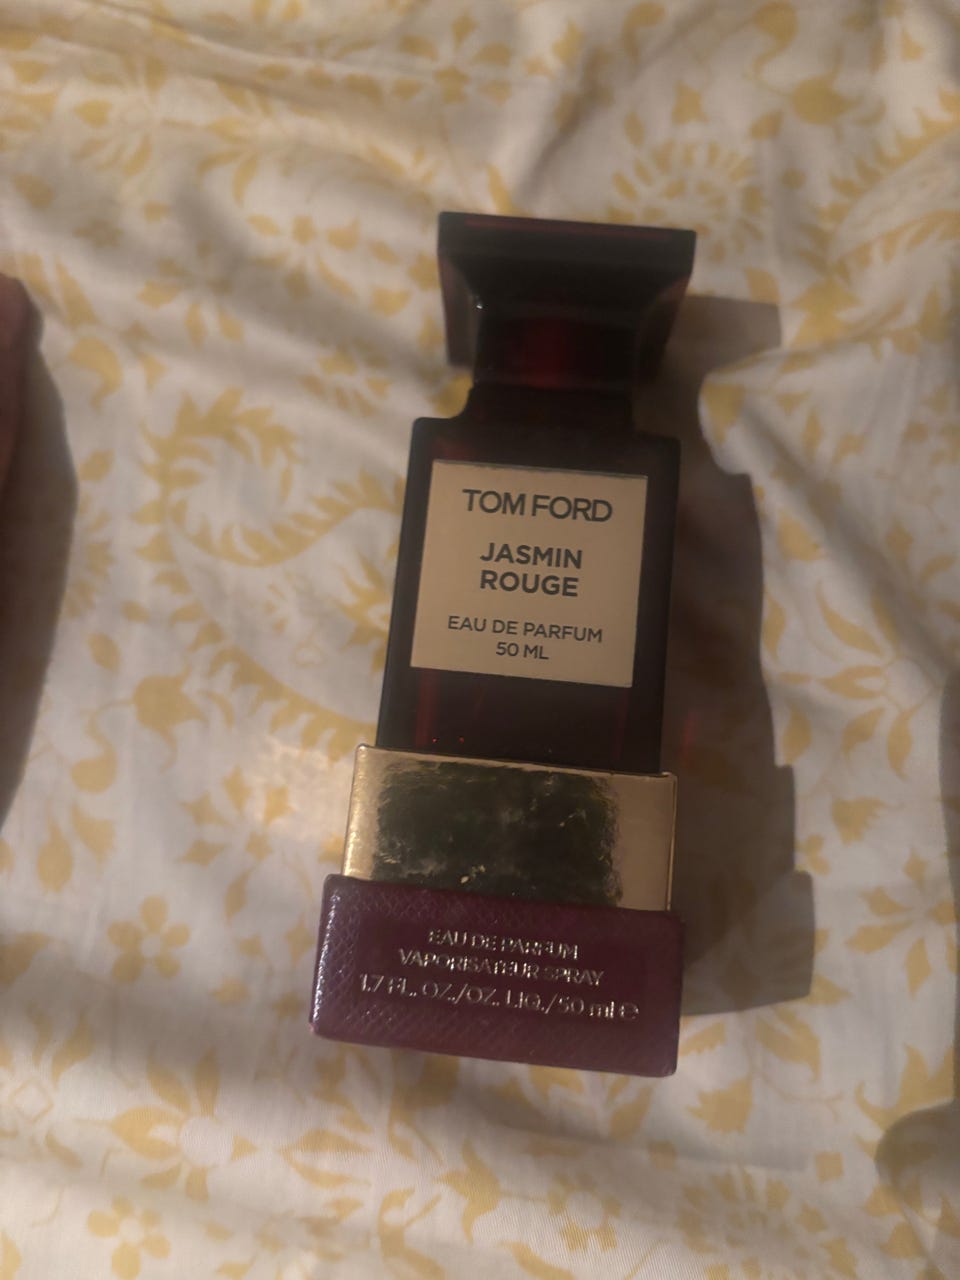 TOM FORD
JASMIN
ROUGE
EAU DE PARFUM
50 ML
EAU DE PARFUM
VAPORISATEUR SPRAY
1.7 FL. OZ./OZ. LIQ./50 ml ℮